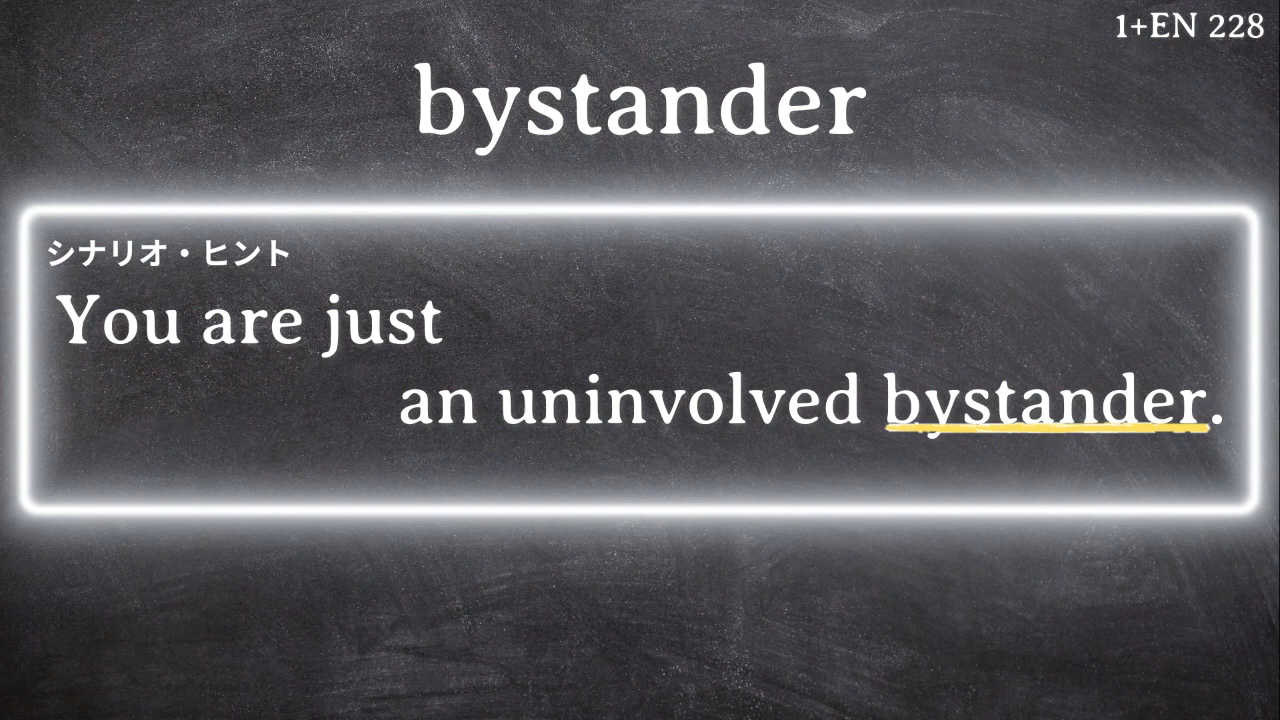 1+EN 228
bystander
シナリオ・ヒント
You are just
an uninvolved bystander.